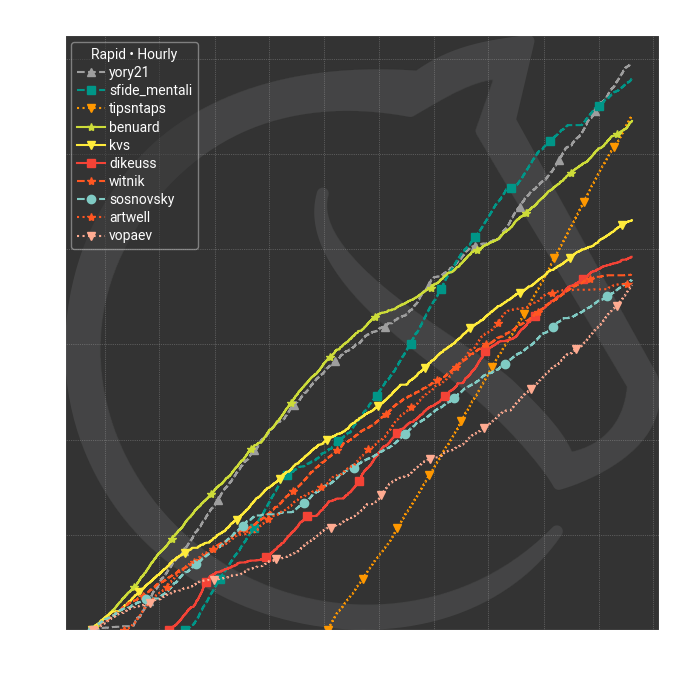 Rapid • Hourly
yory21
sfide_mentali
tipsntaps
benuard
kvs
dikeuss
witnik
sosnovsky
artwell
vopaev